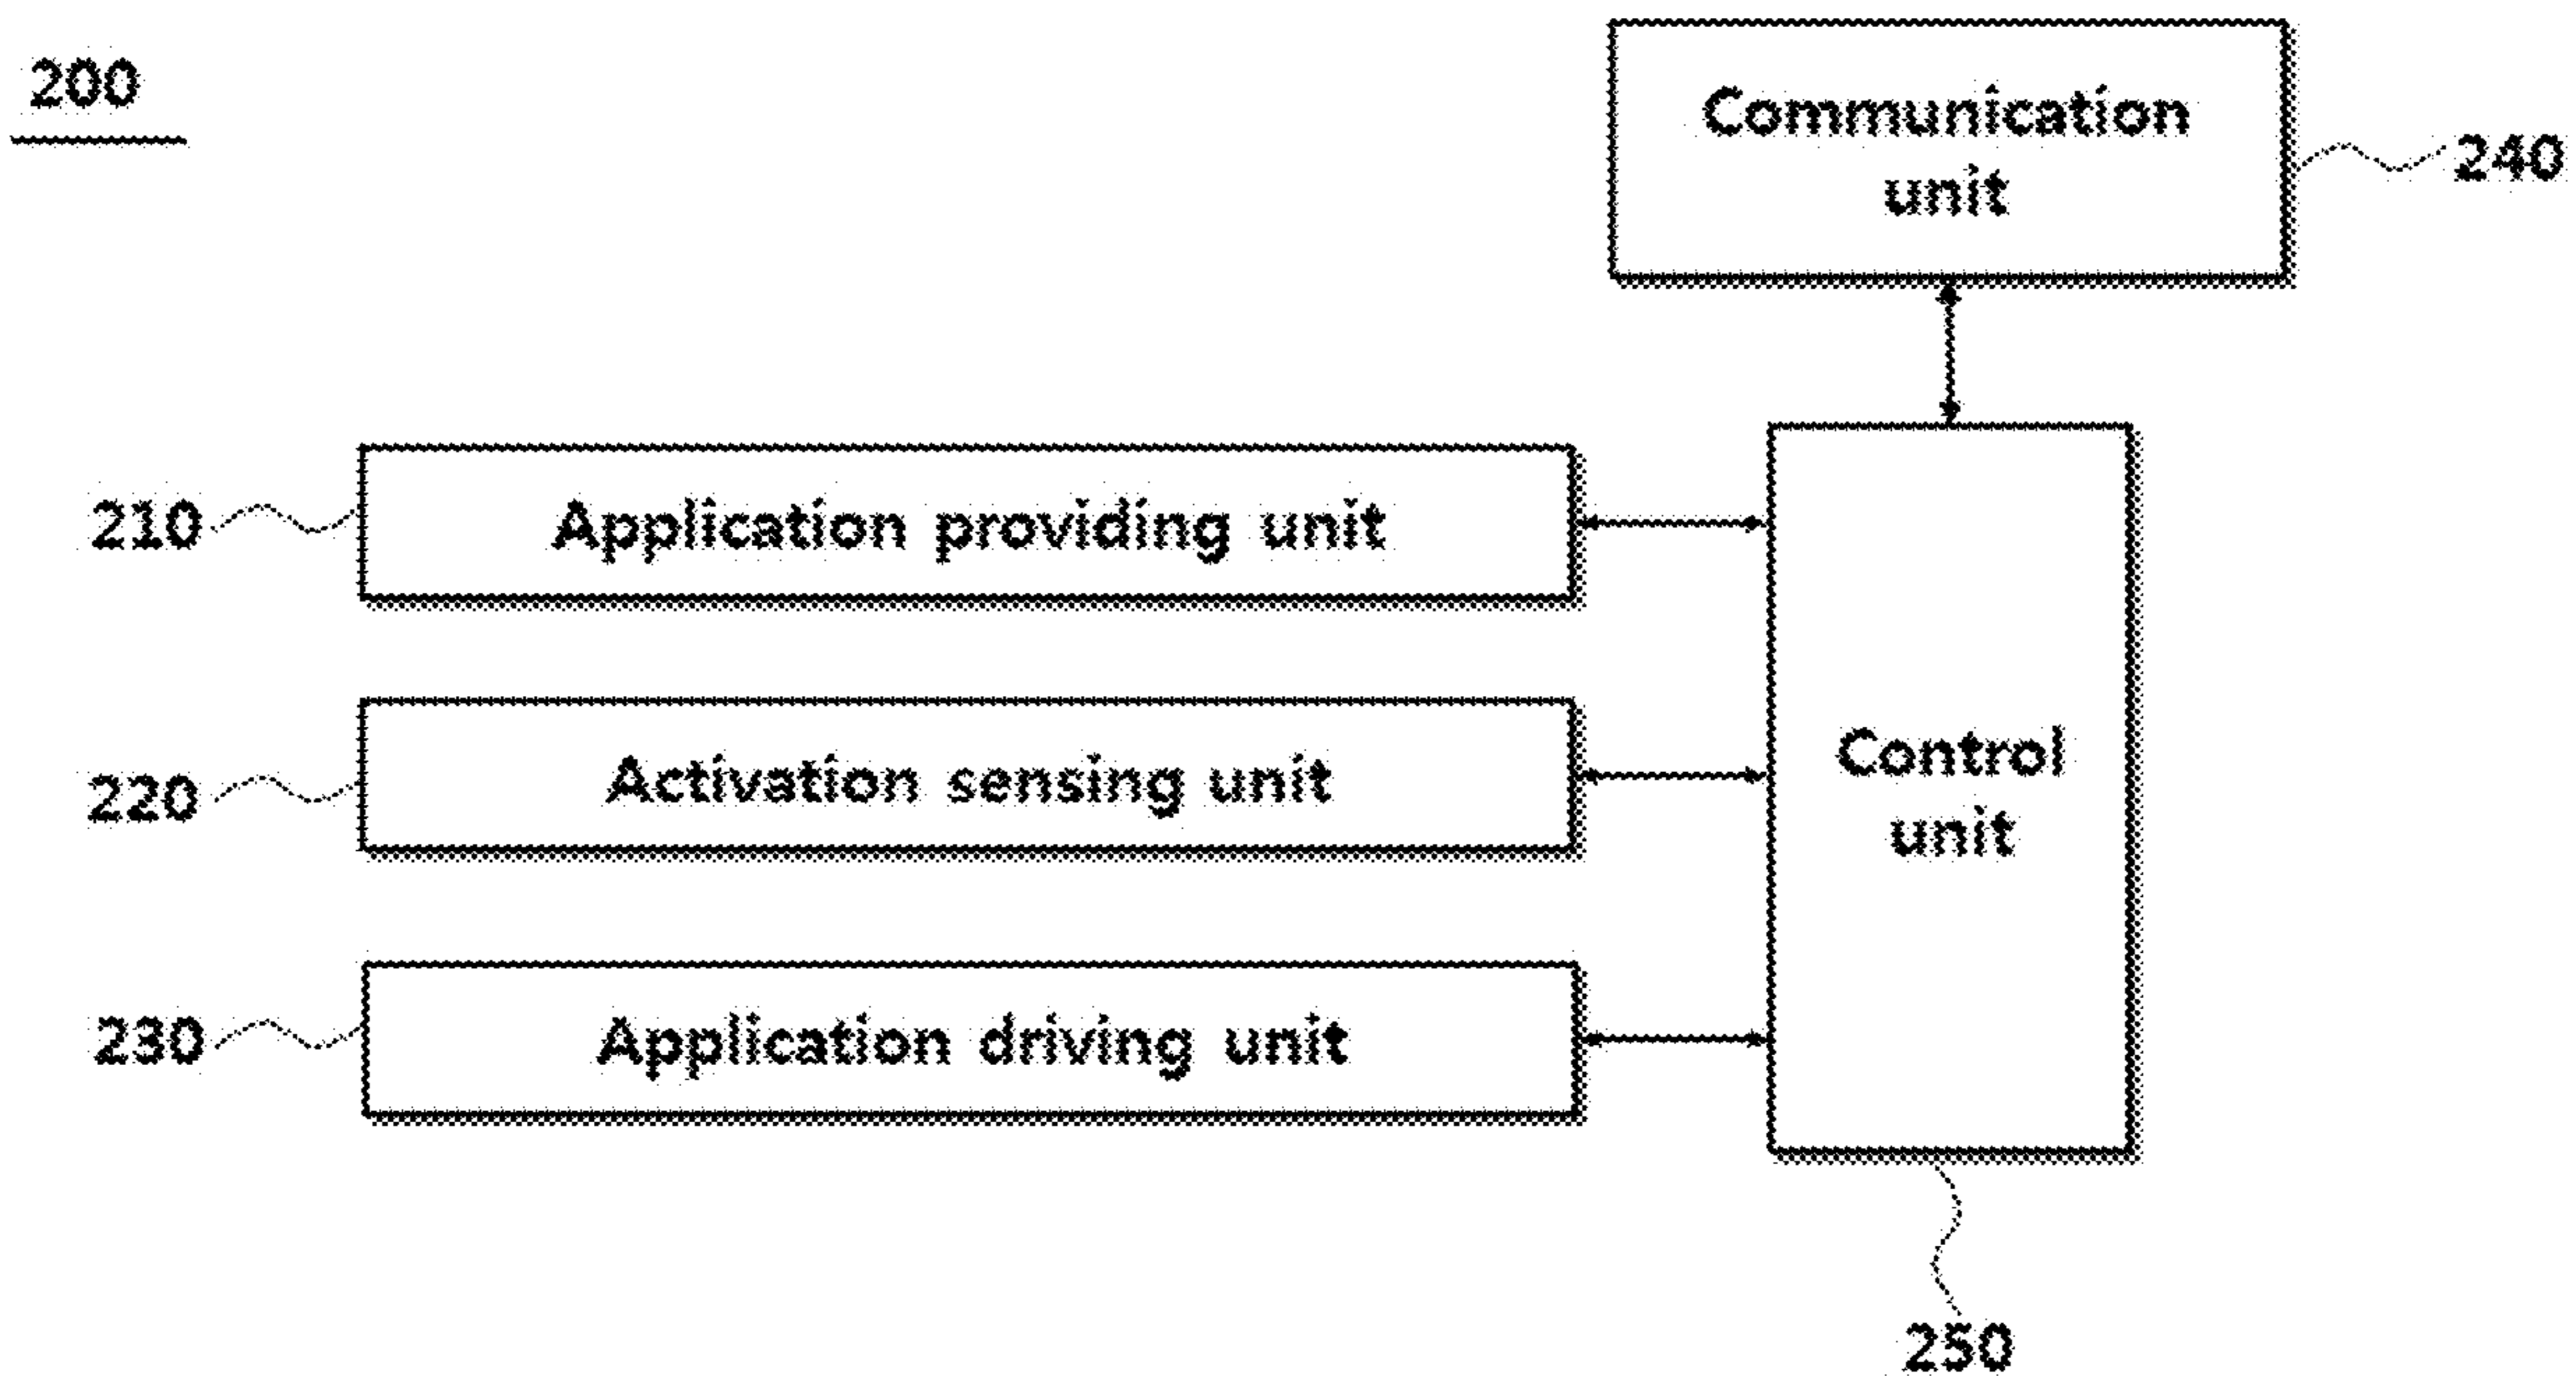 200
Communication
unit
240
210
Application providing unit
220
Activation sensing unit
Control
unit
230
Application driving unit
250